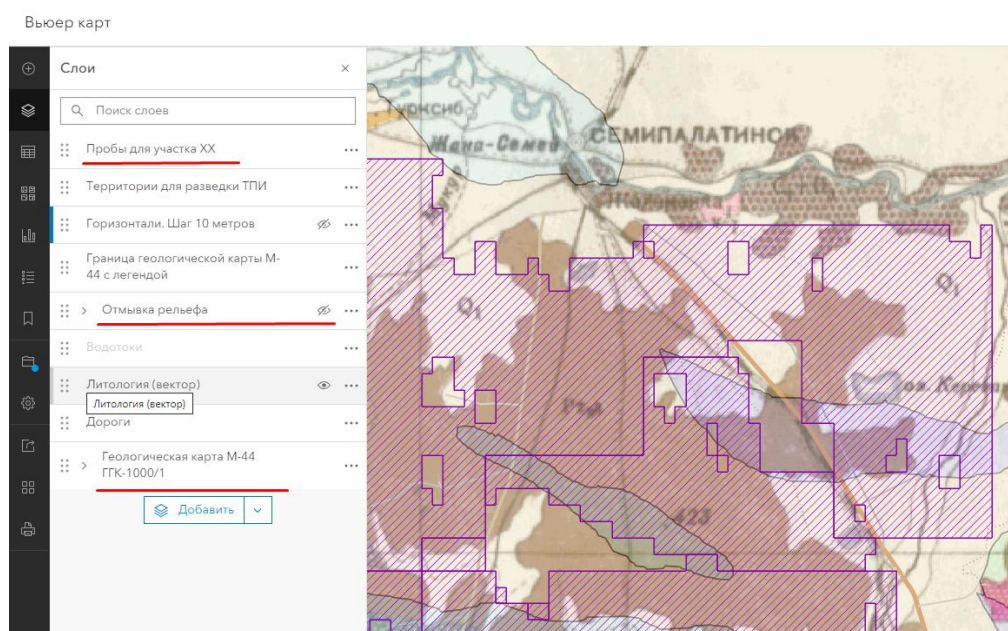 Вьюер карт
Слои
Поиск слоев
Пробы для участка XX
Территории для разведки ТПИ
Горизонтали. Шаг 10 метров
Граница геологической карты М-
44 с легендой
Отмывка рельефа
Водотоки
Литология (вектор)
Литология (вектор)
Дороги
Геологическая карта М-44
ГГК-1000/1
Добавить
Жана-Семей
СЕМИПАЛАТИНСК
Q₁
Q₁
423